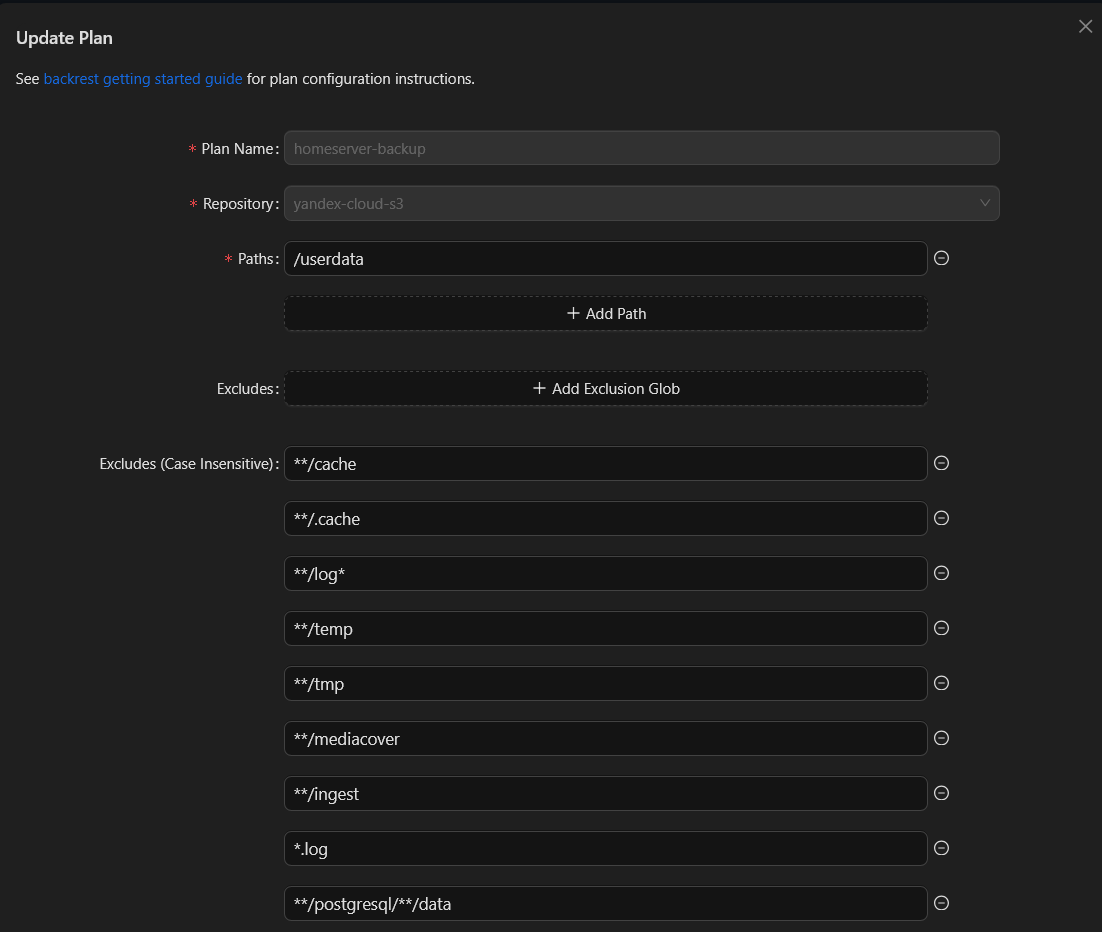 Update Plan
See backrest getting started guide for plan configuration instructions.
* Plan Name: homeserver-backup
* Repository: yandex-cloud-s3
* Paths: /userdata
+ Add Path
Excludes: + Add Exclusion Glob
Excludes (Case Insensitive): **/cache
**/.cache
**/log*
**/temp
**/tmp
**/mediacover
**/ingest
*.log
**/postgresql/**/data